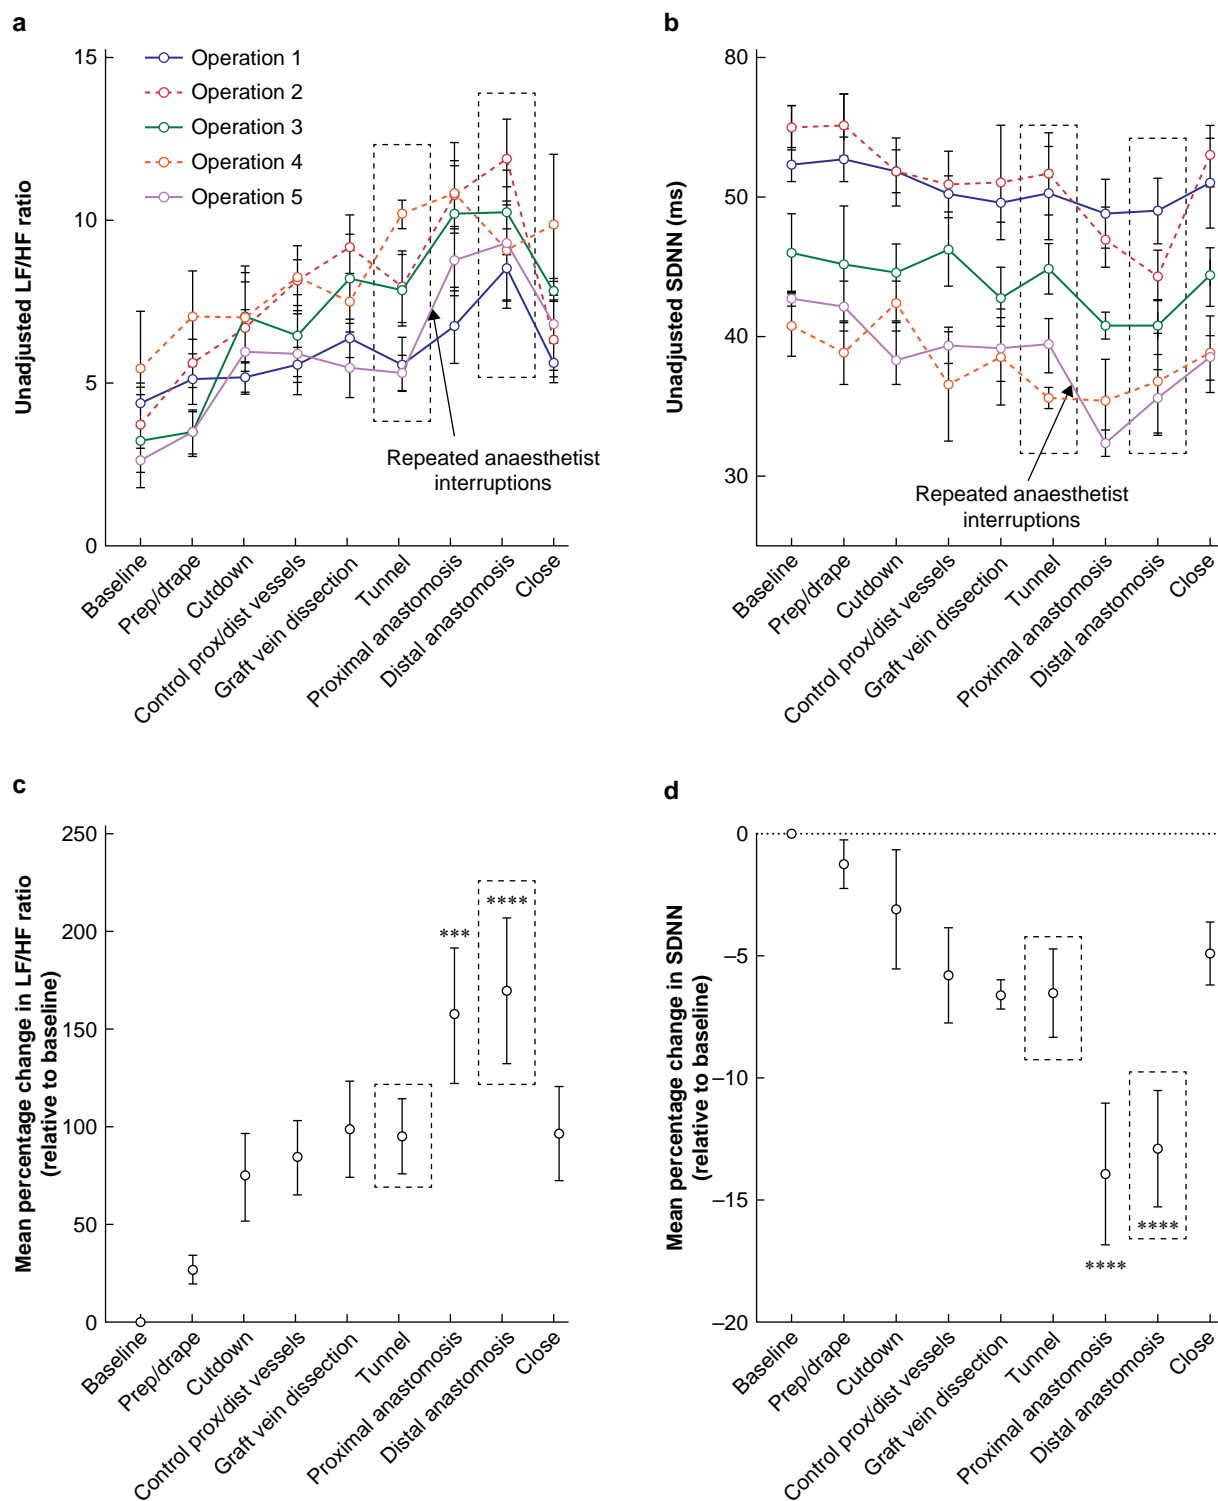 a
Unadjusted LF/HF ratio
15
10
5
0
Operation 1
Operation 2
Operation 3
Operation 4
Operation 5
Repeated anaesthetist
interruptions
Baseline
Prep/drape
Cutdown
Control prox/dist vessels
Graft vein dissection
Tunnel
Proximal anastomosis
Distal anastomosis
Close
b
Unadjusted SDNN (ms)
80
50
40
30
Repeated anaesthetist
interruptions
Baseline
Prep/drape
Cutdown
Control prox/dist vessels
Graft vein dissection
Tunnel
Proximal anastomosis
Distal anastomosis
Close
c
Mean percentage change in LF/HF ratio
(relative to baseline)
250
200
150
100
50
0
***
****
Baseline
Prep/drape
Cutdown
Control prox/dist vessels
Graft vein dissection
Tunnel
Proximal anastomosis
Distal anastomosis
Close
d
Mean percentage change in SDNN
(relative to baseline)
0
–5
–10
–15
–20
****
****
Baseline
Prep/drape
Cutdown
Control prox/dist vessels
Graft vein dissection
Tunnel
Proximal anastomosis
Distal anastomosis
Close